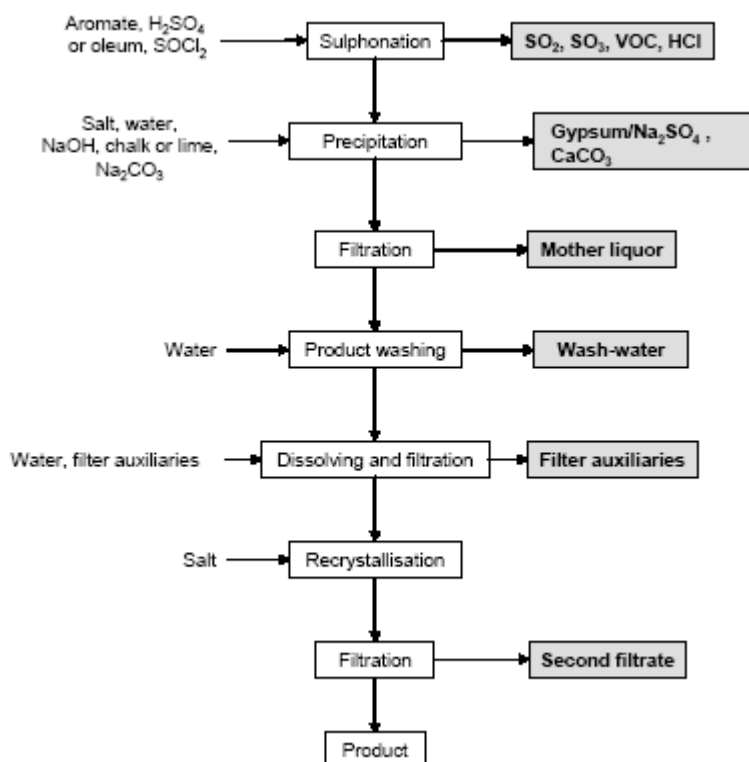 Aromate, H₂SO₄
or oleum, SOCl₂
Sulphonation
SO₂, SO₃, VOC, HCl
Salt, water,
NaOH, chalk or lime,
Na₂CO₃
Precipitation
Gypsum/Na₂SO₄ ,
CaCO₃
Filtration
Mother liquor
Water
Product washing
Wash-water
Water, filter auxiliaries
Dissolving and filtration
Filter auxiliaries
Salt
Recrystallisation
Filtration
Second filtrate
Product